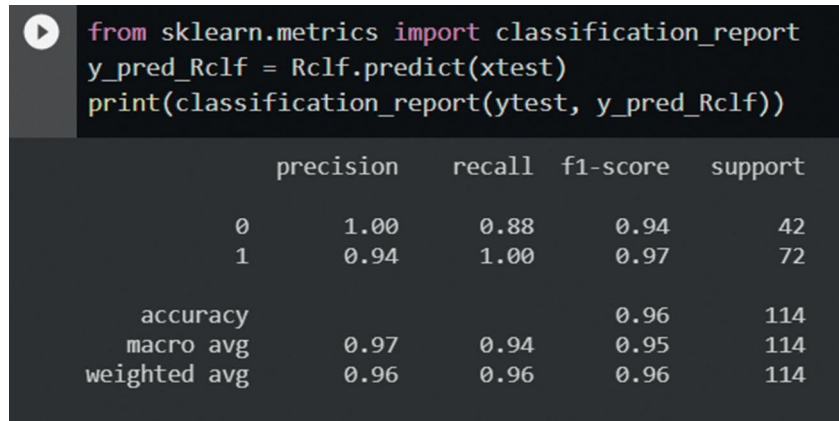 from sklearn.metrics import classification_report
y_pred_Rclf = Rclf.predict(xtest)
print(classification_report(ytest, y_pred_Rclf))
precision recall f1-score support
0 1.00 0.88 0.94 42
1 0.94 1.00 0.97 72
accuracy 0.96 114
macro avg 0.97 0.94 0.95 114
weighted avg 0.96 0.96 0.96 114